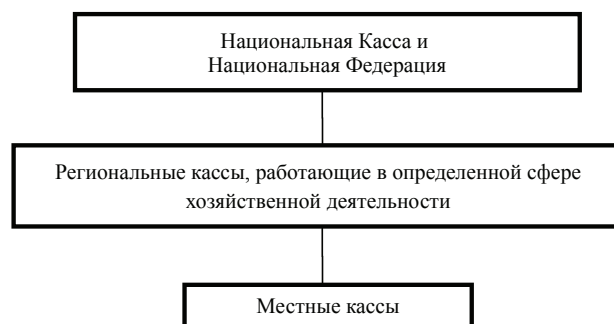 Национальная Касса и
Национальная Федерация
Региональные кассы, работающие в определенной сфере
хозяйственной деятельности
Местные кассы